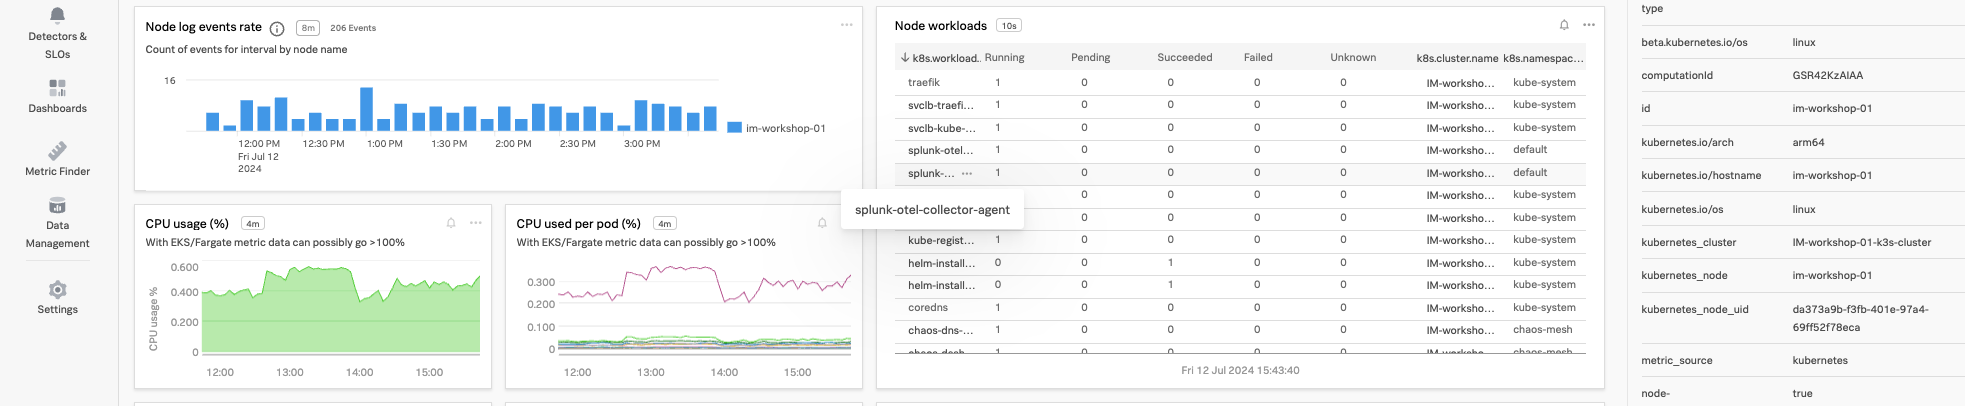 Detectors &
SLOs
Dashboards
Metric Finder
Data
Management
Settings
Node log events rate 8m 206 Events
Count of events for interval by node name
16
im-workshop-01
12:00 PM 12:30 PM 1:00 PM 1:30 PM 2:00 PM 2:30 PM 3:00 PM
Fri Jul 12
2024
CPU usage (%) 4m
With EKS/Fargate metric data can possibly go >100%
CPU usage %
0.600
0.400
0.200
0
12:00 13:00 14:00 15:00
CPU used per pod (%) 4m
With EKS/Fargate metric data can possibly go >100%
0.300
0.200
0.100
0
12:00 13:00 14:00 15:00
Node workloads 10s
k8s.workload.. Running Pending Succeeded Failed Unknown k8s.cluster.name k8s.namespac...
traefik 1 0 0 0 0 IM-worksho... kube-system
svclb-traefi... 1 0 0 0 0 IM-worksho... kube-system
svclb-kube-... 1 0 0 0 0 IM-worksho... kube-system
splunk-otel... 1 0 0 0 0 IM-worksho... default
splunk-... 1 0 0 0 0 IM-worksho... default
splunk-otel-collector-agent
0 0 0 0 IM-worksho... kube-system
0 0 0 0 IM-worksho... kube-system
kube-regist... 1 0 0 0 0 IM-worksho... kube-system
helm-install... 0 0 1 0 0 IM-worksho... kube-system
helm-install... 0 0 1 0 0 IM-worksho... kube-system
coredns 1 0 0 0 0 IM-worksho... kube-system
chaos-dns-... 1 0 0 0 0 IM-worksho... chaos-mesh
chaos-dash... 1 0 0 0 0 IM-worksho... chaos-mesh
Fri 12 Jul 2024 15:43:40
type
beta.kubernetes.io/os linux
computationId GSR42KzAIAA
id im-workshop-01
kubernetes.io/arch arm64
kubernetes.io/hostname im-workshop-01
kubernetes.io/os linux
kubernetes_cluster IM-workshop-01-k3s-cluster
kubernetes_node im-workshop-01
kubernetes_node_uid da373a9b-f3fb-401e-97a4-
69ff52f78eca
metric_source kubernetes
node- true